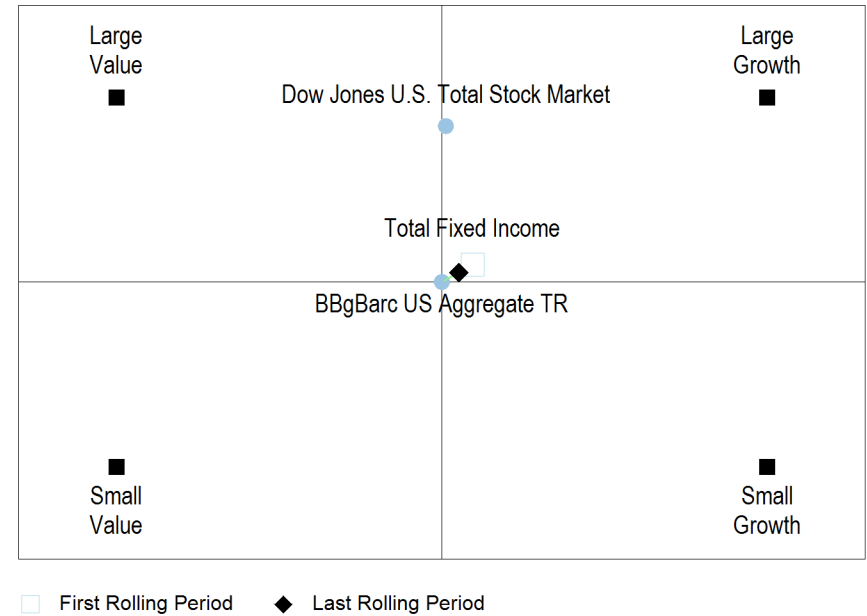 Large
Value
Large
Growth
Dow Jones U.S. Total Stock Market
Total Fixed Income
BBgBarc US Aggregate TR
Small
Value
Small
Growth
First Rolling Period
Last Rolling Period